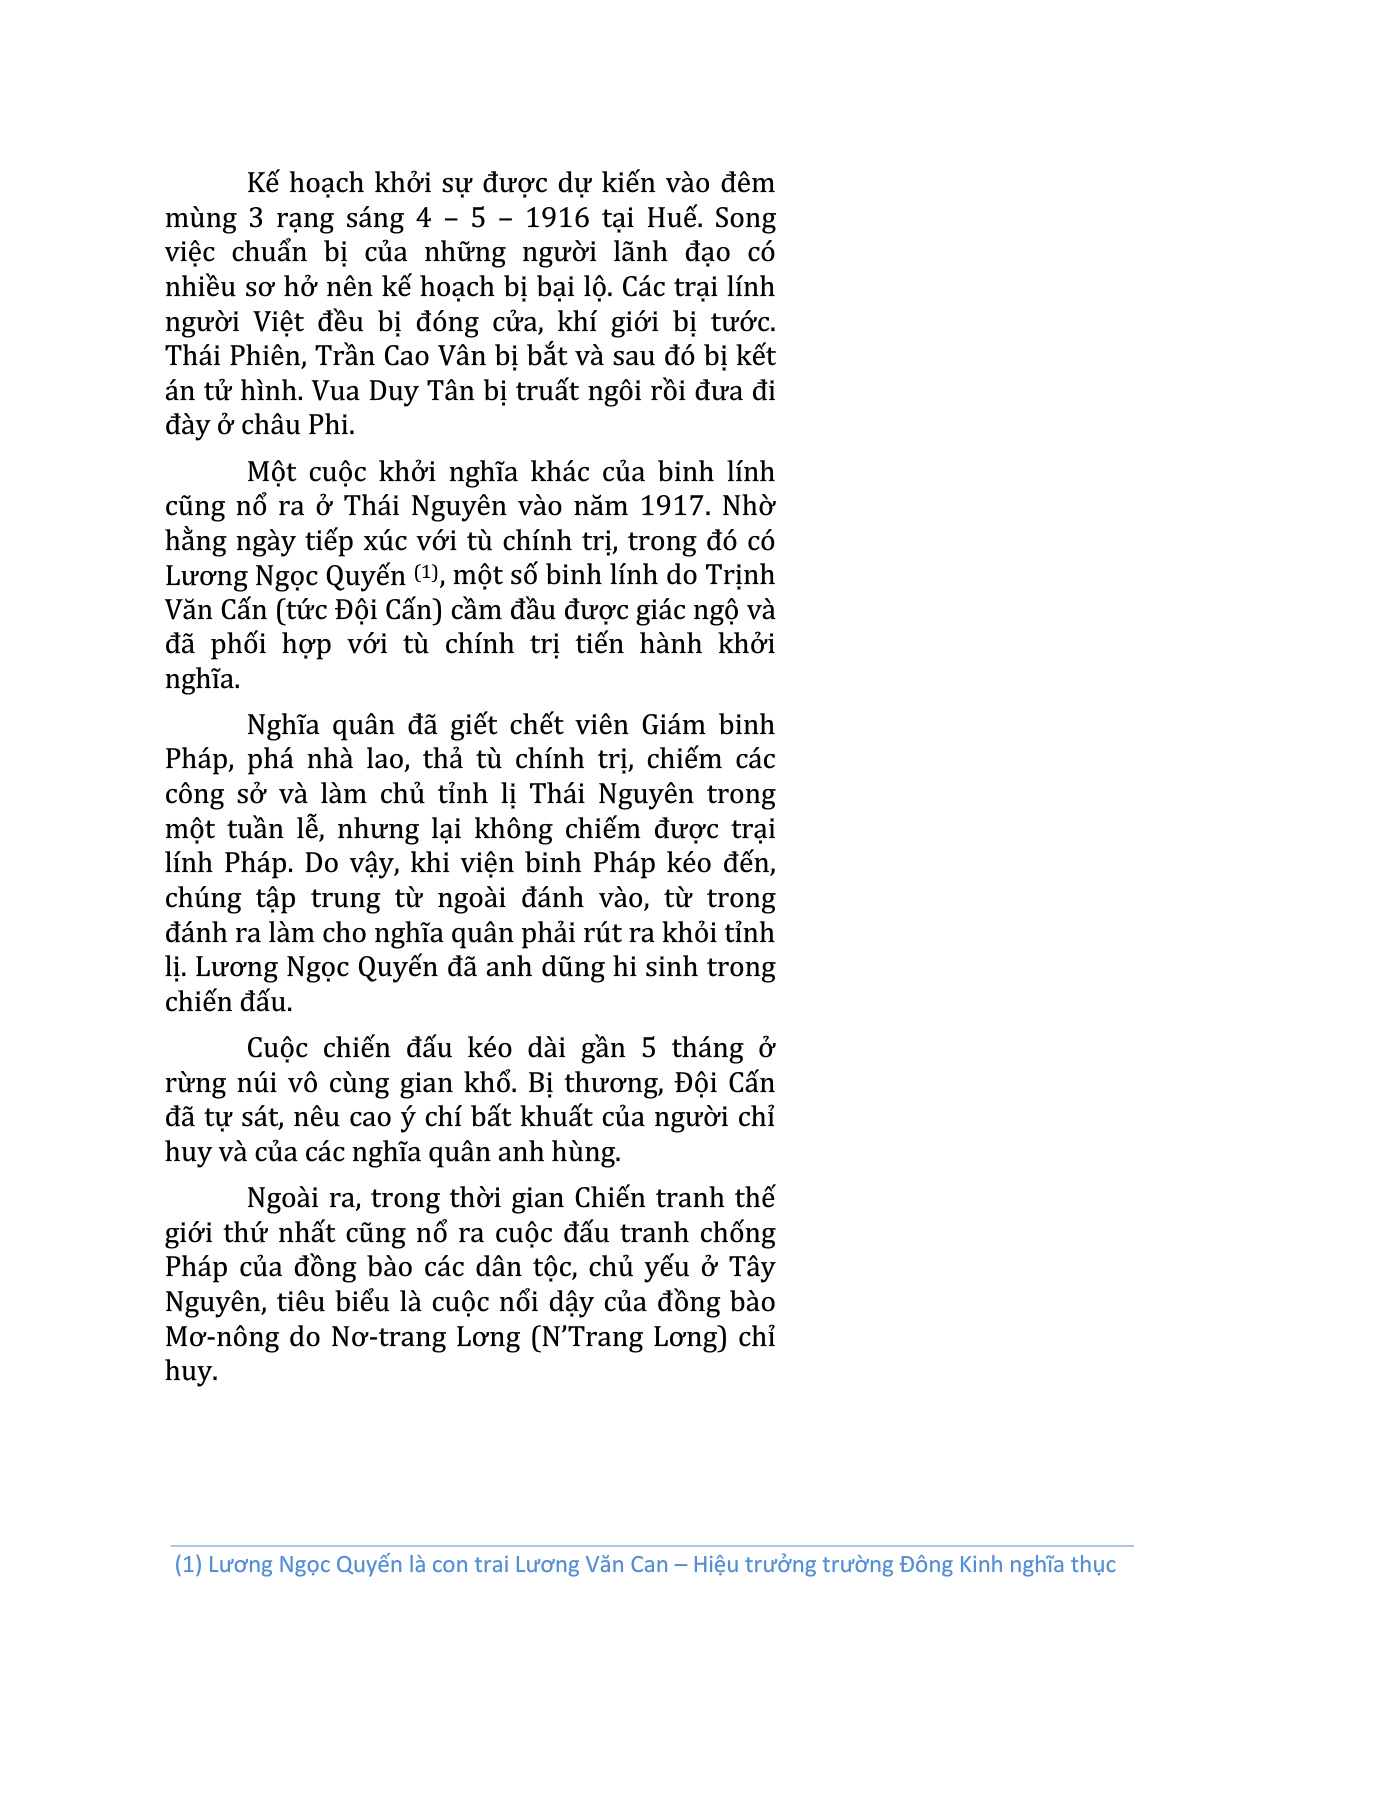 Kế hoạch khởi sự được dự kiến vào đêm
mùng 3 rạng sáng 4 – 5 – 1916 tại Huế. Song
việc chuẩn bị của những người lãnh đạo có
nhiều sơ hở nên kế hoạch bị bại lộ. Các trại lính
người Việt đều bị đóng cửa, khí giới bị tước.
Thái Phiên, Trần Cao Vân bị bắt và sau đó bị kết
án tử hình. Vua Duy Tân bị truất ngôi rồi đưa đi
đày ở châu Phi.
Một cuộc khởi nghĩa khác của binh lính
cũng nổ ra ở Thái Nguyên vào năm 1917. Nhờ
hằng ngày tiếp xúc với tù chính trị, trong đó có
Lương Ngọc Quyến (1), một số binh lính do Trịnh
Văn Cấn (tức Đội Cấn) cầm đầu được giác ngộ và
đã phối hợp với tù chính trị tiến hành khởi
nghĩa.
Nghĩa quân đã giết chết viên Giám binh
Pháp, phá nhà lao, thả tù chính trị, chiếm các
công sở và làm chủ tỉnh lị Thái Nguyên trong
một tuần lễ, nhưng lại không chiếm được trại
lính Pháp. Do vậy, khi viện binh Pháp kéo đến,
chúng tập trung từ ngoài đánh vào, từ trong
đánh ra làm cho nghĩa quân phải rút ra khỏi tỉnh
lị. Lương Ngọc Quyến đã anh dũng hi sinh trong
chiến đấu.
Cuộc chiến đấu kéo dài gần 5 tháng ở
rừng núi vô cùng gian khổ. Bị thương, Đội Cấn
đã tự sát, nêu cao ý chí bất khuất của người chỉ
huy và của các nghĩa quân anh hùng.
Ngoài ra, trong thời gian Chiến tranh thế
giới thứ nhất cũng nổ ra cuộc đấu tranh chống
Pháp của đồng bào các dân tộc, chủ yếu ở Tây
Nguyên, tiêu biểu là cuộc nổi dậy của đồng bào
Mơ-nông do Nơ-trang Lơng (N’Trang Lơng) chỉ
huy.
(1) Lương Ngọc Quyến là con trai Lương Văn Can – Hiệu trưởng trường Đông Kinh nghĩa thục